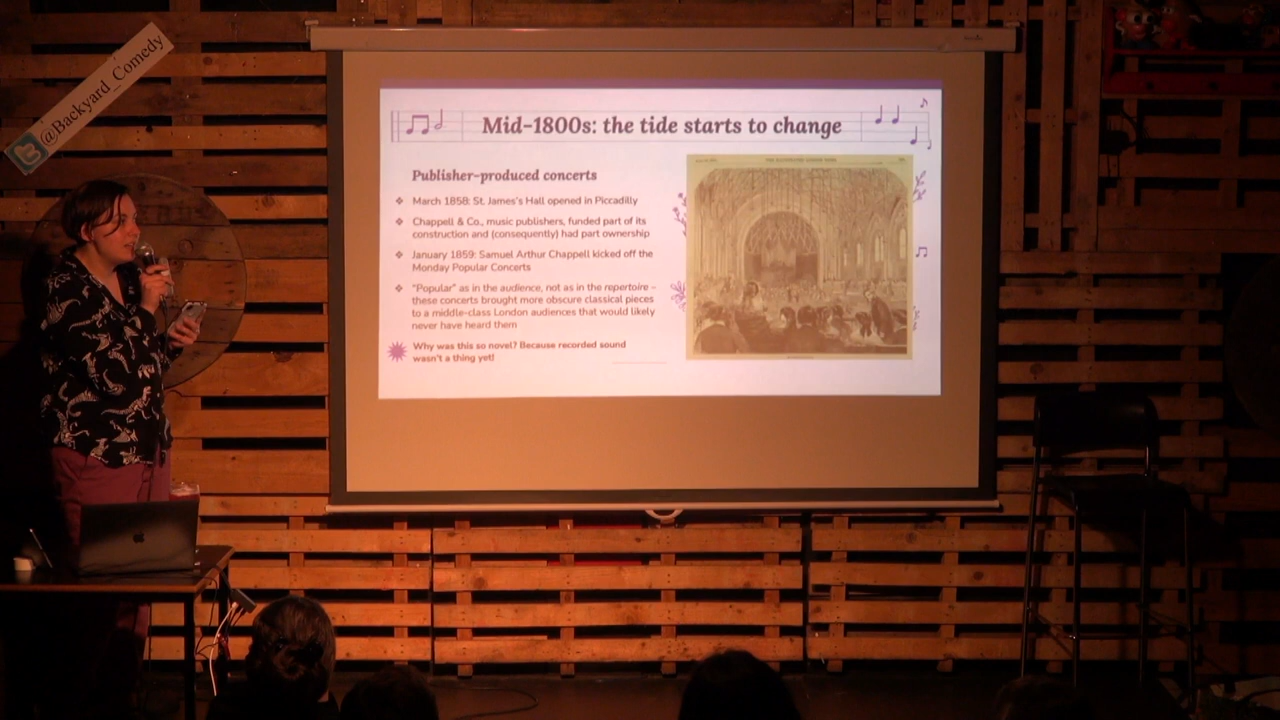 @Backyard_Comedy
Mid-1800s: the tide starts to change
Publisher-produced concerts
March 1858: St. James's Hall opened in Piccadilly
Chappell & Co., music publishers, funded part of its
construction and (consequently) had part ownership
January 1859: Samuel Arthur Chappell kicked off the
Monday Popular Concerts
"Popular" as in the audience, not as in the repertoire –
these concerts brought more obscure classical pieces
to a middle-class London audiences that would likely
never have heard them
Why was this so novel? Because recorded sound
wasn't a thing yet!
THE ILLUSTRATED LONDON NEWS